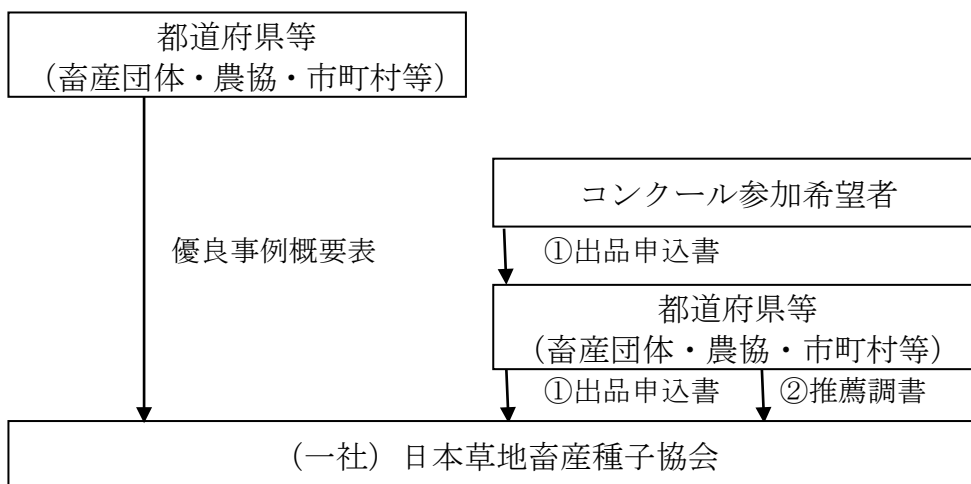 都道府県等
（畜産団体・農協・市町村等）
優良事例概要表
コンクール参加希望者
①出品申込書
都道府県等
（畜産団体・農協・市町村等）
①出品申込書
②推薦調書
（一社）日本草地畜産種子協会